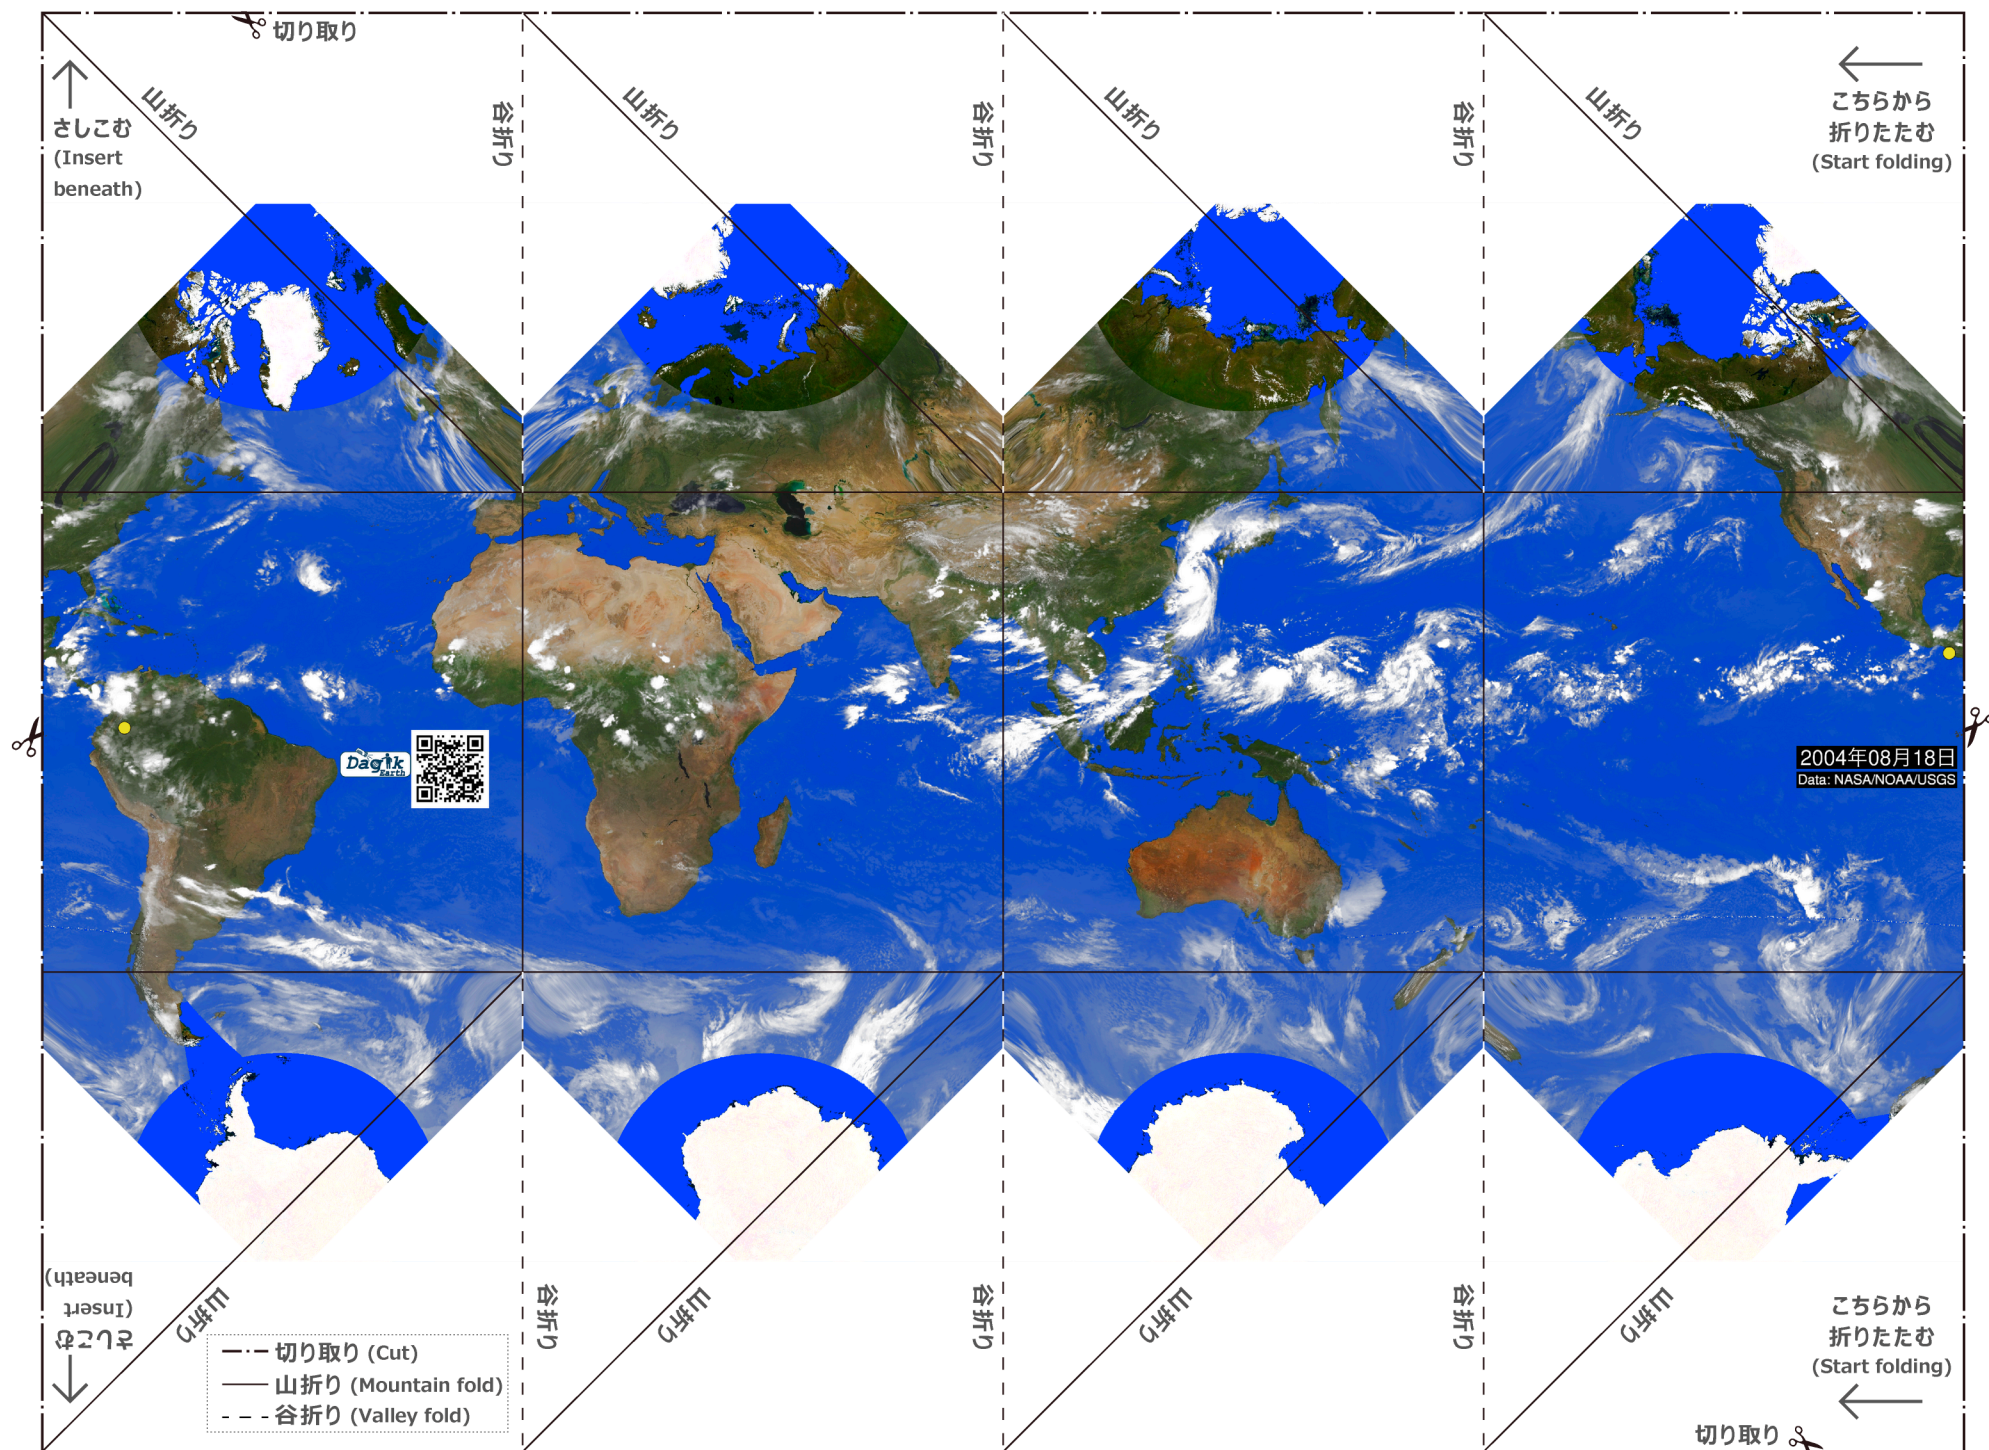 切り取り
さしこむ
(Insert
beneath)
山折り
谷折り
山折り
谷折り
山折り
谷折り
山折り
こちらから
折りたたむ
(Start folding)
Dagik
Earth
2004年08月18日
Data: NASA/NOAA/USGS
さしこむ
(Insert
beneath)
山折り
谷折り
山折り
谷折り
山折り
谷折り
山折り
こちらから
折りたたむ
(Start folding)
切り取り (Cut)
山折り (Mountain fold)
谷折り (Valley fold)
切り取り